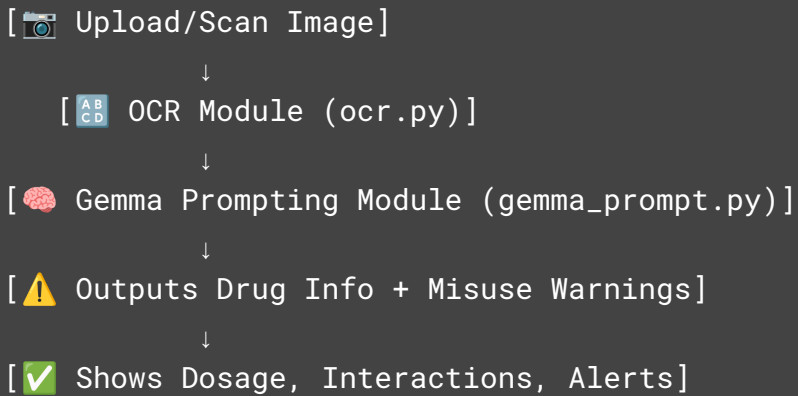 [📷 Upload/Scan Image]
↓
[🔠 OCR Module (ocr.py)]
↓
[🧠 Gemma Prompting Module (gemma_prompt.py)]
↓
[⚠️ Outputs Drug Info + Misuse Warnings]
↓
[✅ Shows Dosage, Interactions, Alerts]